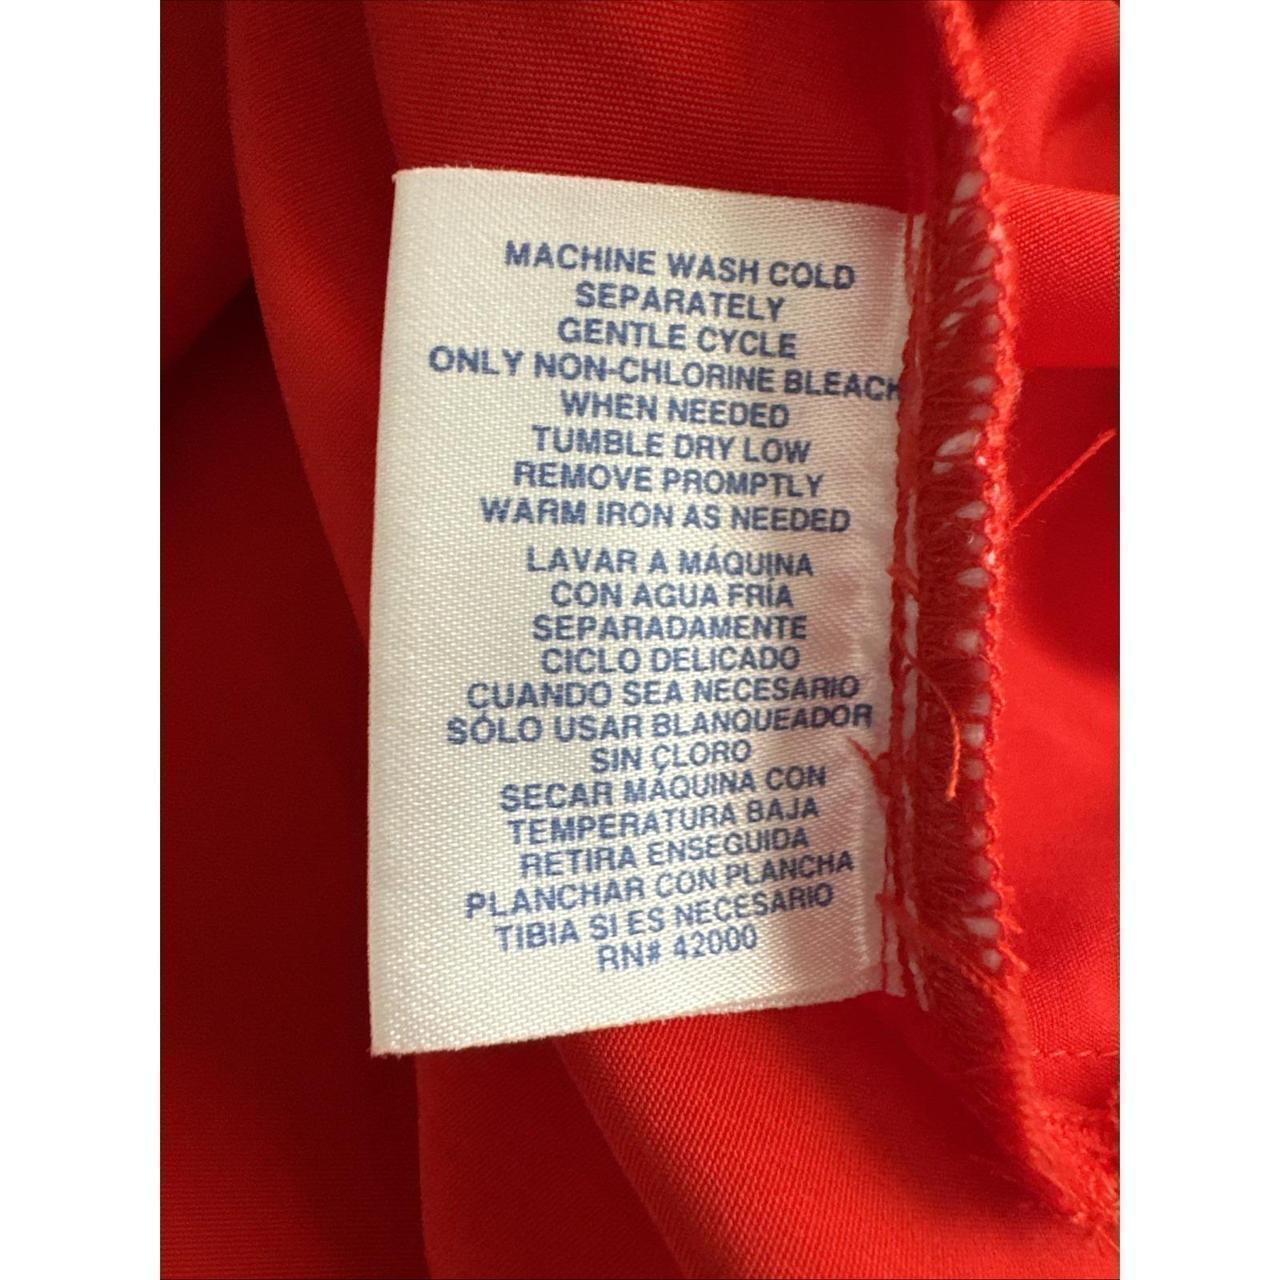 MACHINE WASH COLD
SEPARATELY
GENTLE CYCLE
ONLY NON-CHLORINE BLEACH
WHEN NEEDED
TUMBLE DRY LOW
REMOVE PROMPTLY
WARM IRON AS NEEDED
LAVAR A MÁQUINA
CON AGUA FRÍA
SEPARADAMENTE
CICLO DELICADO
CUANDO SEA NECESARIO
SÓLO USAR BLANQUEADOR
SIN CLORO
SECAR MÁQUINA CON
TEMPERATURA BAJA
RETIRA ENSEGUIDA
PLANCHAR CON PLANCHA
TIBIA SI ES NECESARIO
RN# 42000